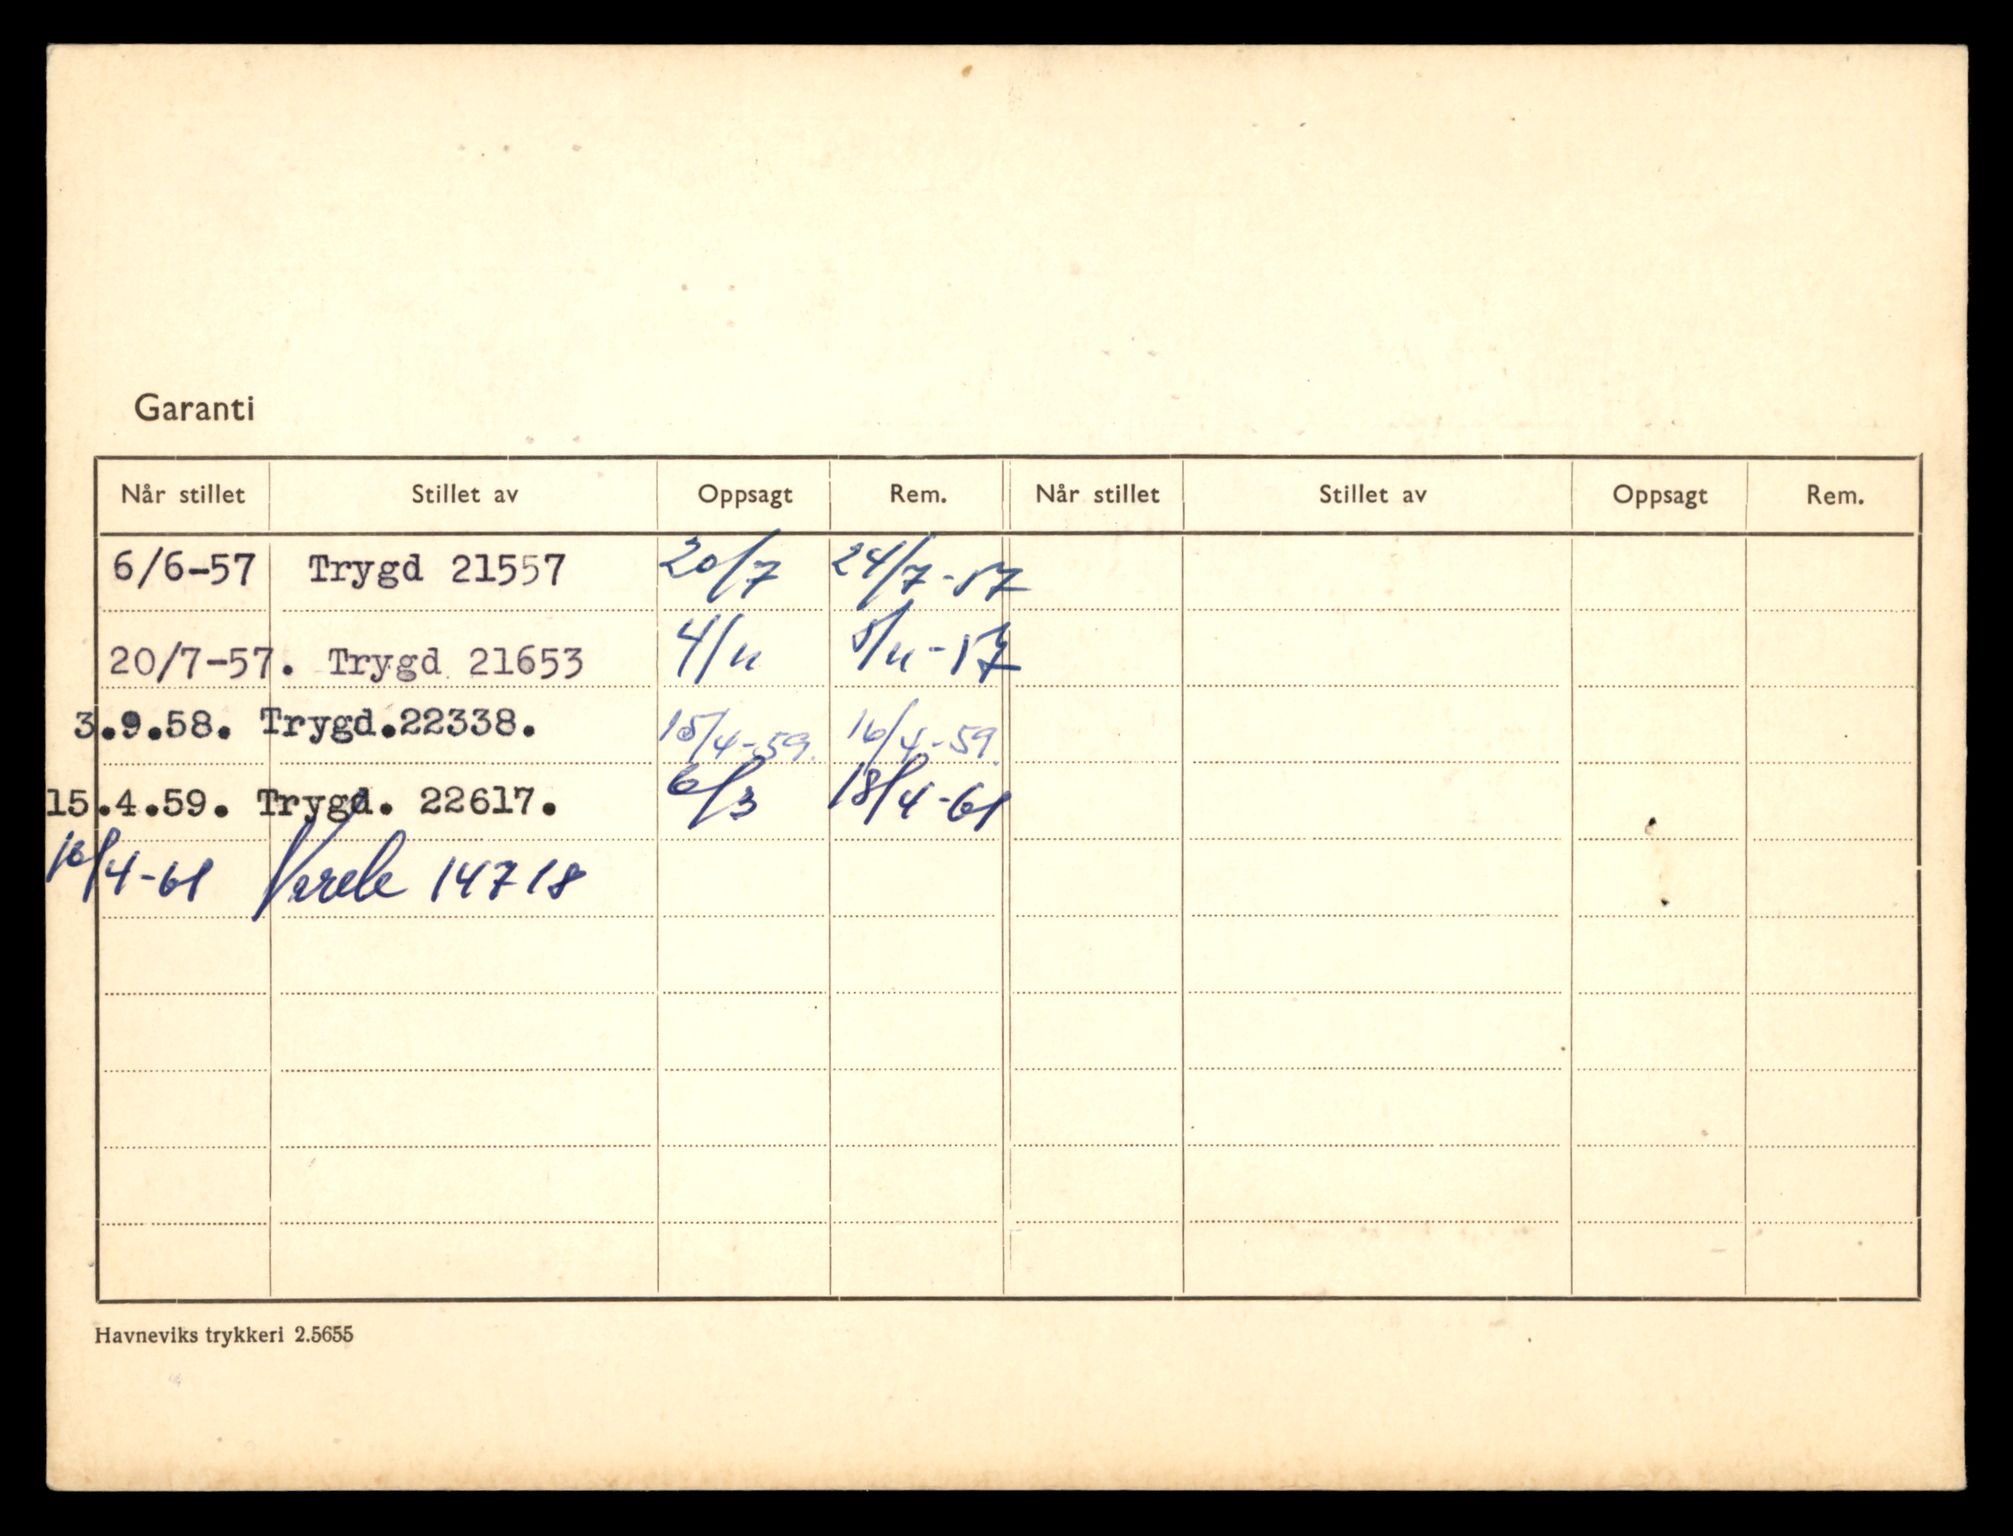 Garanti
Når stillet Stillet av Oppsagt Rem. Når stillet Stillet av Oppsagt Rem.
6/6-57 Trygd 21557 20/7 24/7-57
20/7-57. Trygd 21653 4/11 5/11-57
3.9.58. Trygd.22338. 15/4-59. 16/4-59.
15.4.59. Trygd. 22617. 6/3 18/4-61
/4-61 14718
Havneviks trykkeri 2.5655